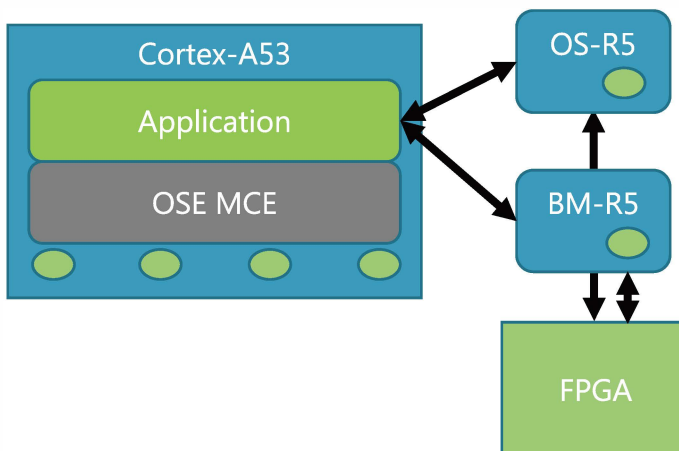 Cortex-A53
Application
OSE MCE
OS-R5
BM-R5
FPGA